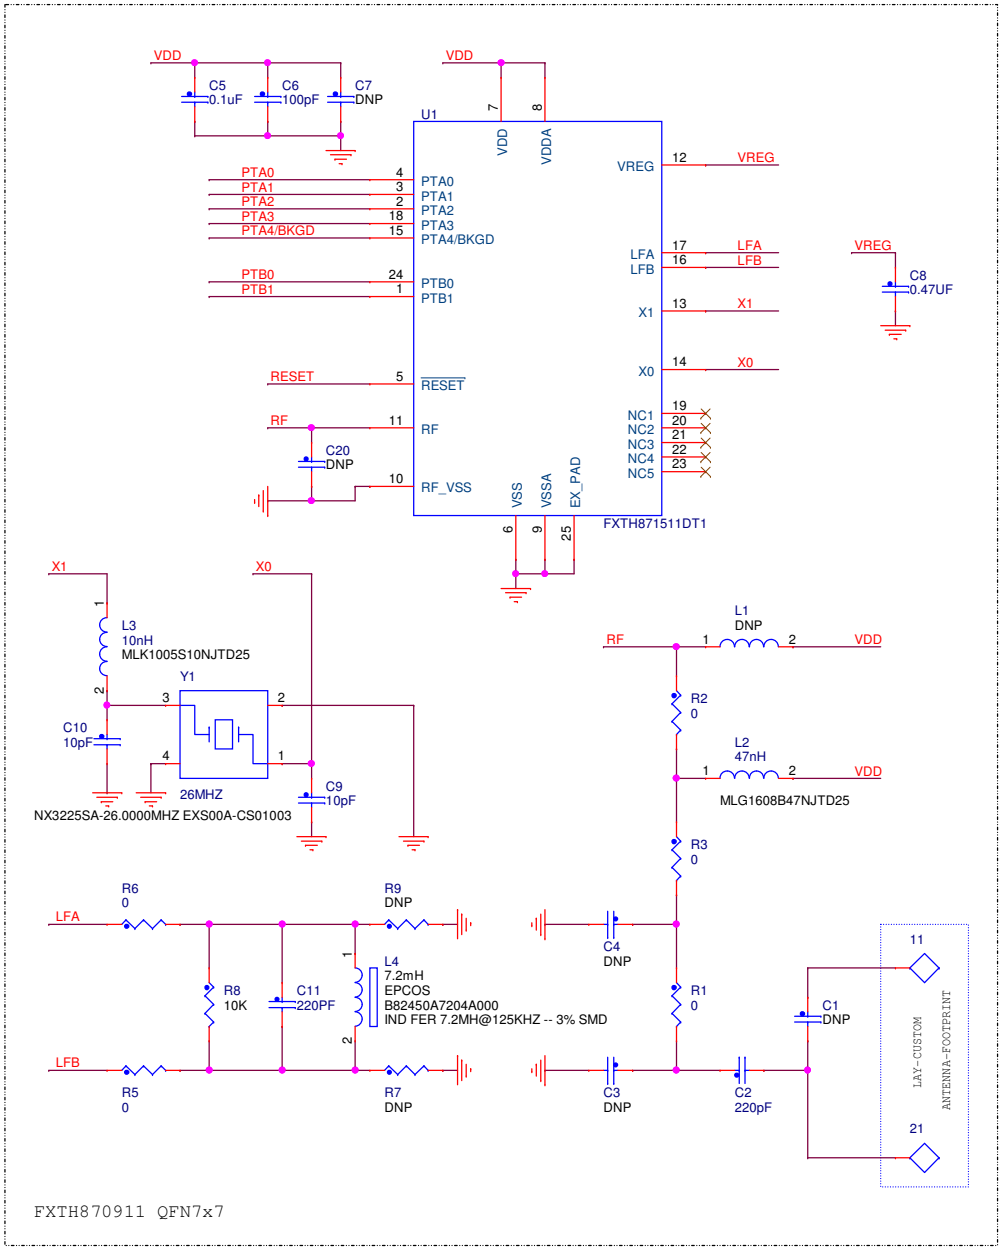 VDD
C5
0.1uF
C6
100pF
C7
DNP
VDD
7
8
U1
VDD
VDDA
PTA0
4
PTA0
PTA1
3
PTA1
PTA2
2
PTA2
PTA3
18
PTA3
PTA4/BKGD
15
PTA4/BKGD
PTB0
24
PTB0
PTB1
1
PTB1
RESET
5
RESET
RF
11
RF
C20
DNP
10
RF_VSS
VREG
12
VREG
LFA
17
LFA
LFB
16
LFB
X1
13
X1
X0
14
X0
NC1
19
NC2
20
NC3
21
NC4
22
NC5
23
VSS
VSSA
EX_PAD
6
9
25
FXTH871511DT1
VREG
C8
0.47UF
X1
X0
1
L3
10nH
MLK1005S10NJTD25
2
Y1
3
2
4
1
C10
10pF
C9
10pF
26MHZ
NX3225SA-26.0000MHZ EXS00A-CS01003
RF
1
L1
DNP
2
VDD
R2
0
1
L2
47nH
2
VDD
MLG1608B47NJTD25
R3
0
LFA
R6
0
R9
DNP
R8
10K
C11
220PF
1
L4
7.2mH
EPCOS
B82450A7204A000
IND FER 7.2MH@125KHZ -- 3% SMD
2
LFB
R5
0
R7
DNP
C4
DNP
R1
0
C3
DNP
C2
220pF
C1
DNP
11
21
LAY-CUSTOM
ANTENNA-FOOTPRINT
FXTH870911 QFN7x7